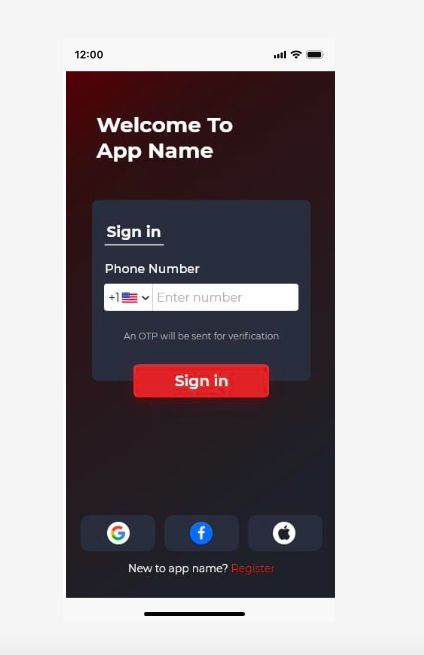 12:00
Welcome To
App Name
Sign in
Phone Number
+1 Enter number
An OTP will be sent for verification
Sign in
New to app name? Register